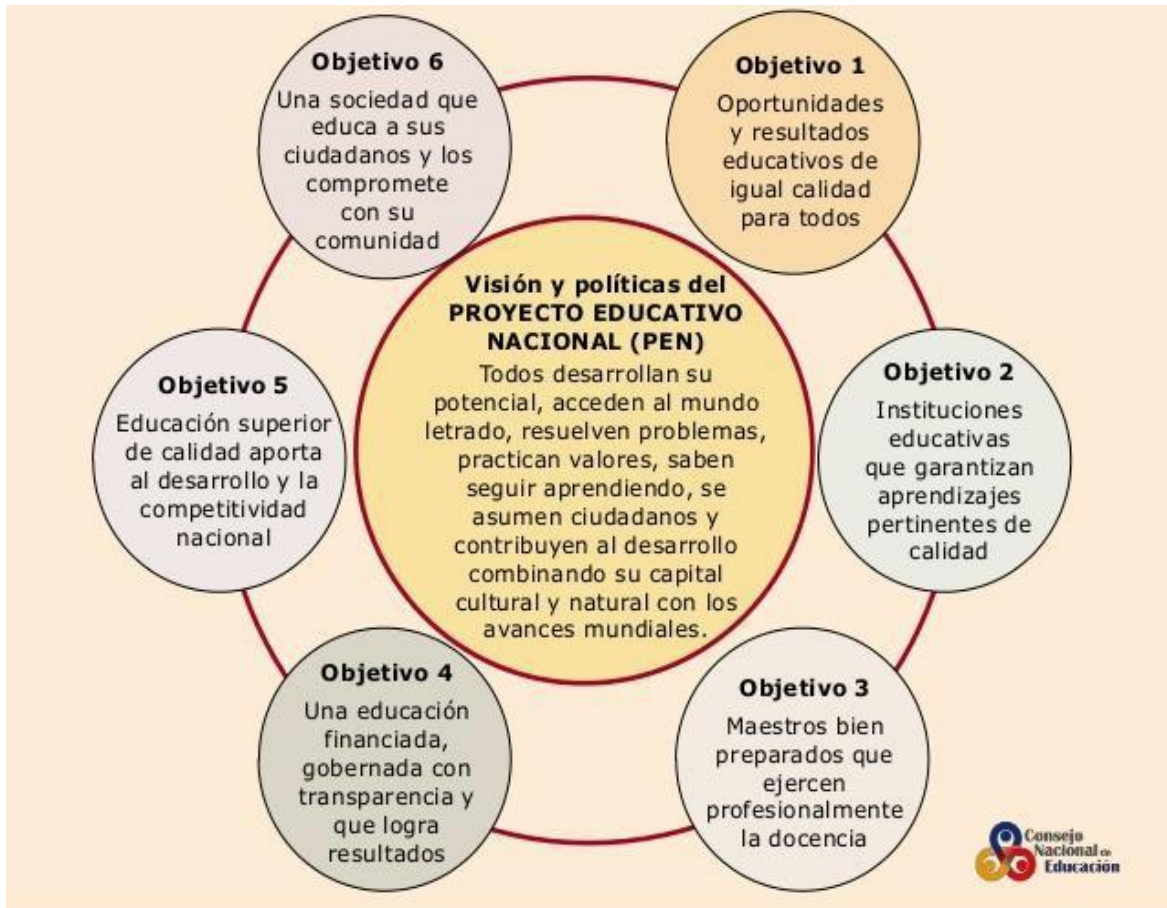 Objetivo 6
Una sociedad que
educa a sus
ciudadanos y los
compromete
con su
comunidad
Objetivo 1
Oportunidades
y resultados
educativos de
igual calidad
para todos
Visión y políticas del
PROYECTO EDUCATIVO
NACIONAL (PEN)
Todos desarrollan su
potencial, acceden al mundo
letrado, resuelven problemas,
practican valores, saben
seguir aprendiendo, se
asumen ciudadanos y
contribuyen al desarrollo
combinando su capital
cultural y natural con los
avances mundiales.
Objetivo 5
Educación superior
de calidad aporta
al desarrollo y la
competitividad
nacional
Objetivo 2
Instituciones
educativas
que garantizan
aprendizajes
pertinentes de
calidad
Objetivo 4
Una educación
financiada,
gobernada con
transparencia y
que logra
resultados
Objetivo 3
Maestros bien
preparados que
ejercen
profesionalmente
la docencia
Consejo
Nacional de
Educación